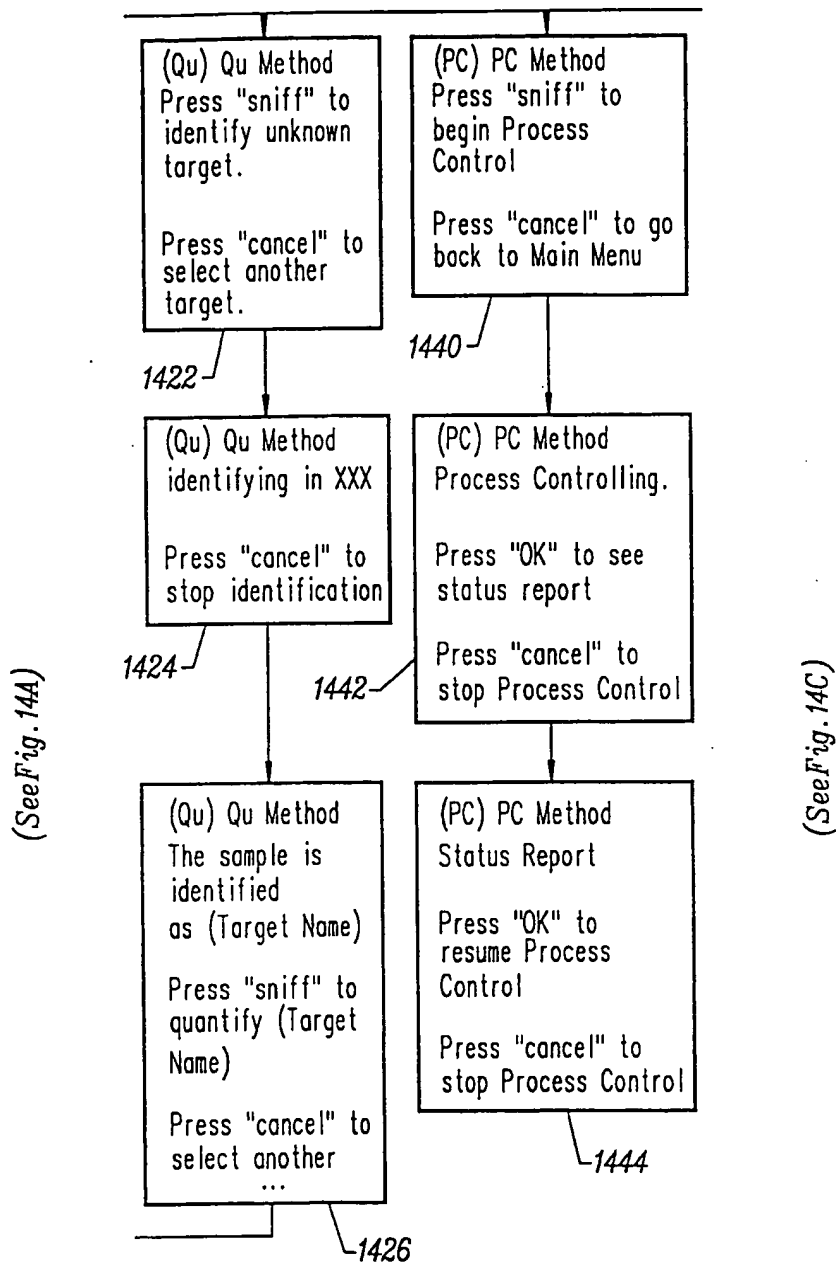 (Qu) Qu Method
Press "sniff" to
identify unknown
target.
Press "cancel" to
select another
target.
1422
(PC) PC Method
Press "sniff" to
begin Process
Control
Press "cancel" to go
back to Main Menu
1440
(Qu) Qu Method
identifying in XXX
Press "cancel" to
stop identification
1424
(PC) PC Method
Process Controlling.
Press "OK" to see
status report
Press "cancel" to
stop Process Control
1442
(See Fig. 14A)
(See Fig. 14C)
(Qu) Qu Method
The sample is
identified
as (Target Name)
Press "sniff" to
quantify (Target
Name)
Press "cancel" to
select another
...
1426
(PC) PC Method
Status Report
Press "OK" to
resume Process
Control
Press "cancel" to
stop Process Control
1444